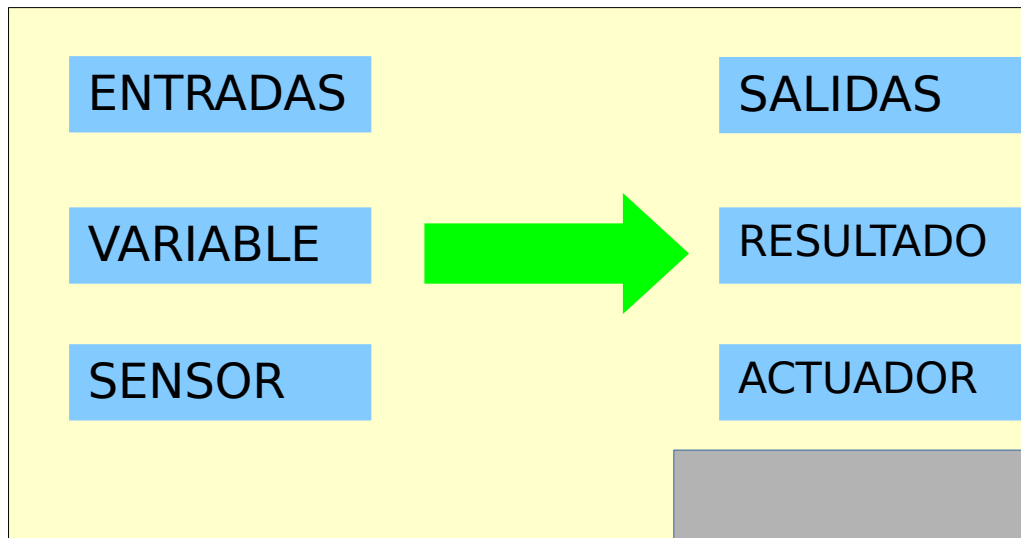 ENTRADAS
SALIDAS
VARIABLE
RESULTADO
SENSOR
ACTUADOR